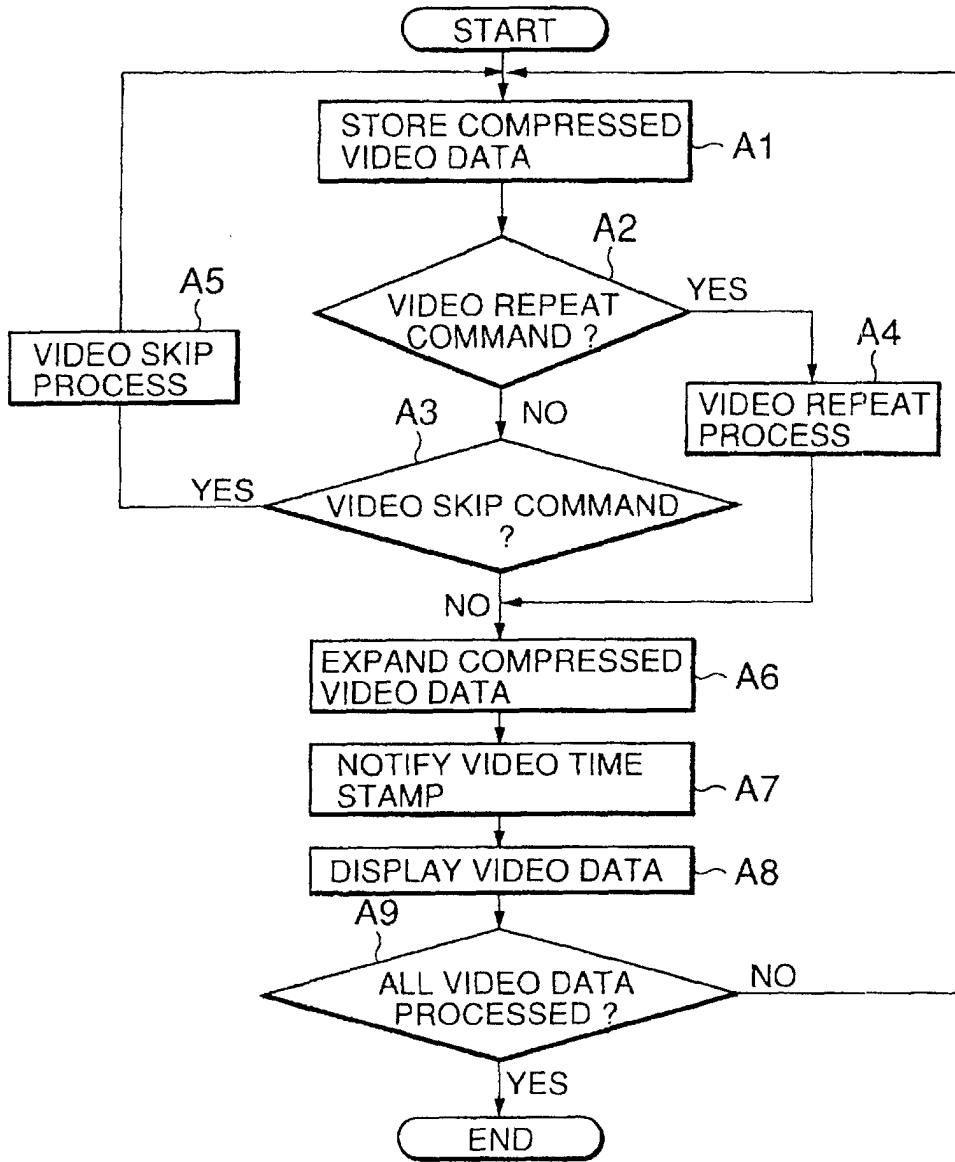 START
STORE COMPRESSED
VIDEO DATA
A1
A2
VIDEO REPEAT
COMMAND ?
YES
NO
A5
VIDEO SKIP
PROCESS
A4
VIDEO REPEAT
PROCESS
A3
YES
VIDEO SKIP COMMAND
?
NO
EXPAND COMPRESSED
VIDEO DATA
A6
NOTIFY VIDEO TIME
STAMP
A7
DISPLAY VIDEO DATA
A8
A9
ALL VIDEO DATA
PROCESSED ?
NO
YES
END